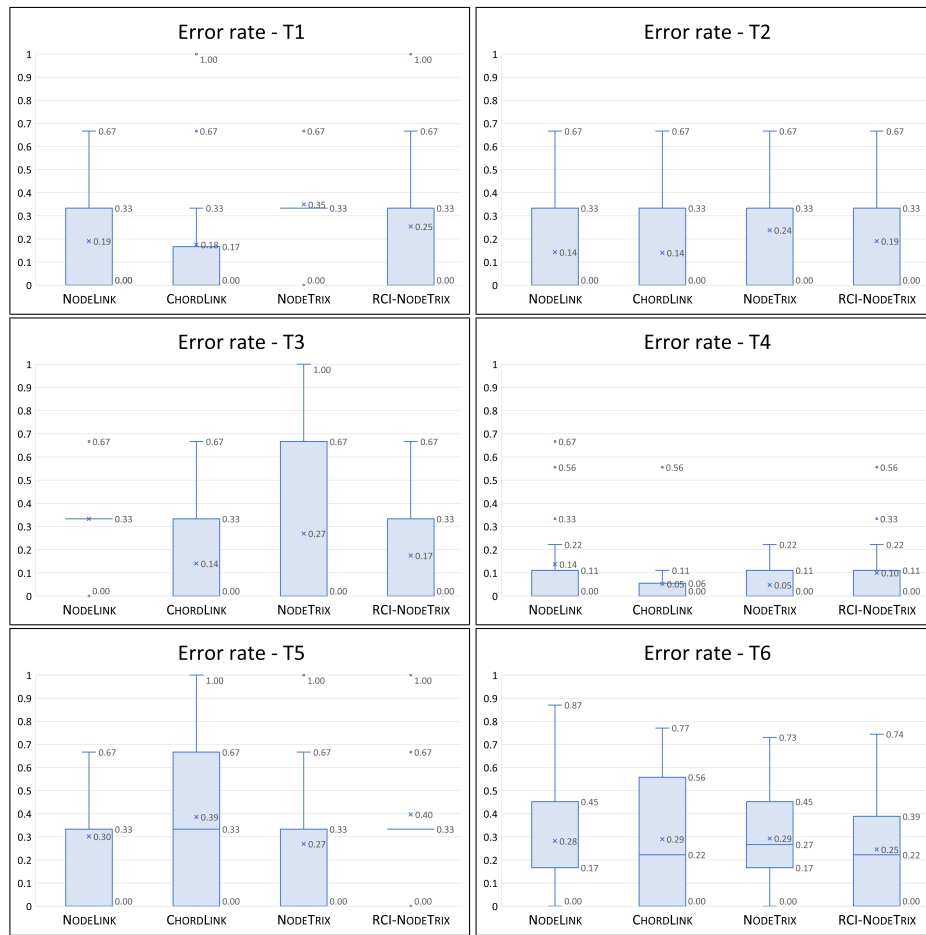 Error rate - T1
1
1.00 1.00
0.9
0.8
0.7
0.67 0.67 0.67 0.67
0.6
0.5
0.4
0.35
0.33 0.33 0.33 0.33
0.3
0.25
0.2
0.19 0.18 0.17
0.1
0.00 0.00 0.00 0.00
0
NODELINK CHORDLINK NODETRIX RCI-NODETRIX
Error rate - T2
1
0.9
0.8
0.7
0.67 0.67 0.67 0.67
0.6
0.5
0.4
0.33 0.33 0.33 0.33
0.3
0.24
0.2
0.14 0.14 0.19
0.1
0.00 0.00 0.00 0.00
0
NODELINK CHORDLINK NODETRIX RCI-NODETRIX
Error rate - T3
1
1.00
0.9
0.8
0.7
0.67 0.67 0.67 0.67
0.6
0.5
0.4
0.33 0.33 0.33
0.3
0.27
0.2
0.14 0.17
0.1
0.00 0.00 0.00 0.00
0
NODELINK CHORDLINK NODETRIX RCI-NODETRIX
Error rate - T4
1
0.9
0.8
0.7
0.67
0.6
0.56 0.56 0.56
0.5
0.4
0.33 0.33
0.3
0.22 0.22 0.22
0.2
0.14
0.11 0.11 0.11 0.11
0.1
0.05 0.06 0.05 0.10
0.00 0.00 0.00 0.00
0
NODELINK CHORDLINK NODETRIX RCI-NODETRIX
Error rate - T5
1
1.00 1.00 1.00
0.9
0.8
0.7
0.67 0.67 0.67 0.67
0.6
0.5
0.4
0.39 0.40
0.33 0.33 0.33 0.33
0.3
0.30 0.27
0.2
0.1
0.00 0.00 0.00 0.00
0
NODELINK CHORDLINK NODETRIX RCI-NODETRIX
Error rate - T6
1
0.9
0.87
0.8
0.77 0.73 0.74
0.7
0.6
0.56
0.5
0.45 0.45
0.4
0.39
0.3
0.28 0.29 0.29 0.27 0.25
0.22 0.22
0.2
0.17 0.17
0.1
0.00 0.00 0.00 0.00
0
NODELINK CHORDLINK NODETRIX RCI-NODETRIX